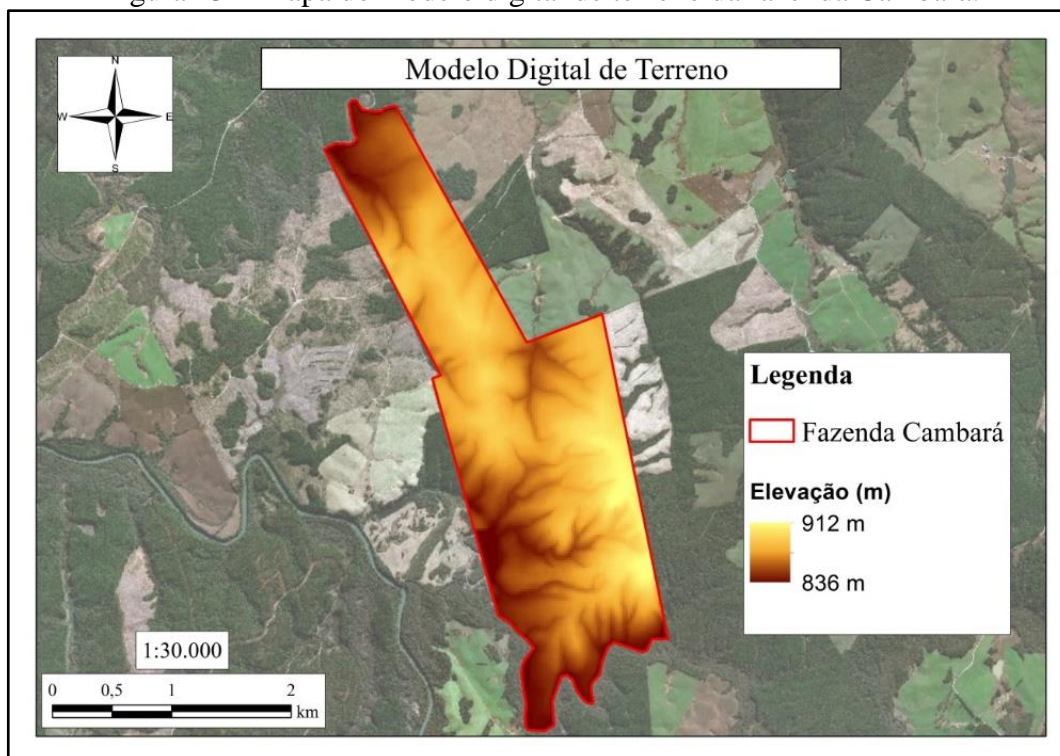 Modelo Digital de Terreno
N
W
E
S
Legenda
Fazenda Cambará
Elevação (m)
912 m
836 m
1:30.000
0 0,5 1 2
km